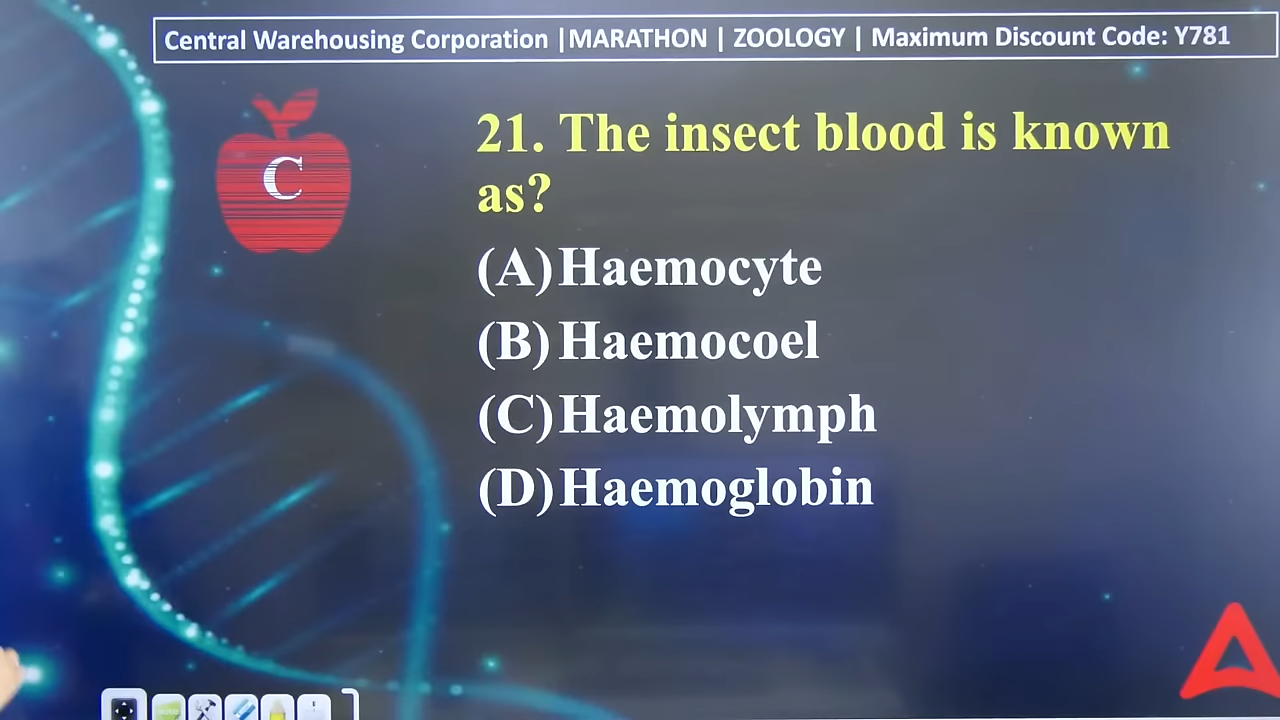 Central Warehousing Corporation |MARATHON | ZOOLOGY | Maximum Discount Code: Y781
C
21. The insect blood is known
as?
(A) Haemocyte
(B) Haemocoel
(C) Haemolymph
(D) Haemoglobin